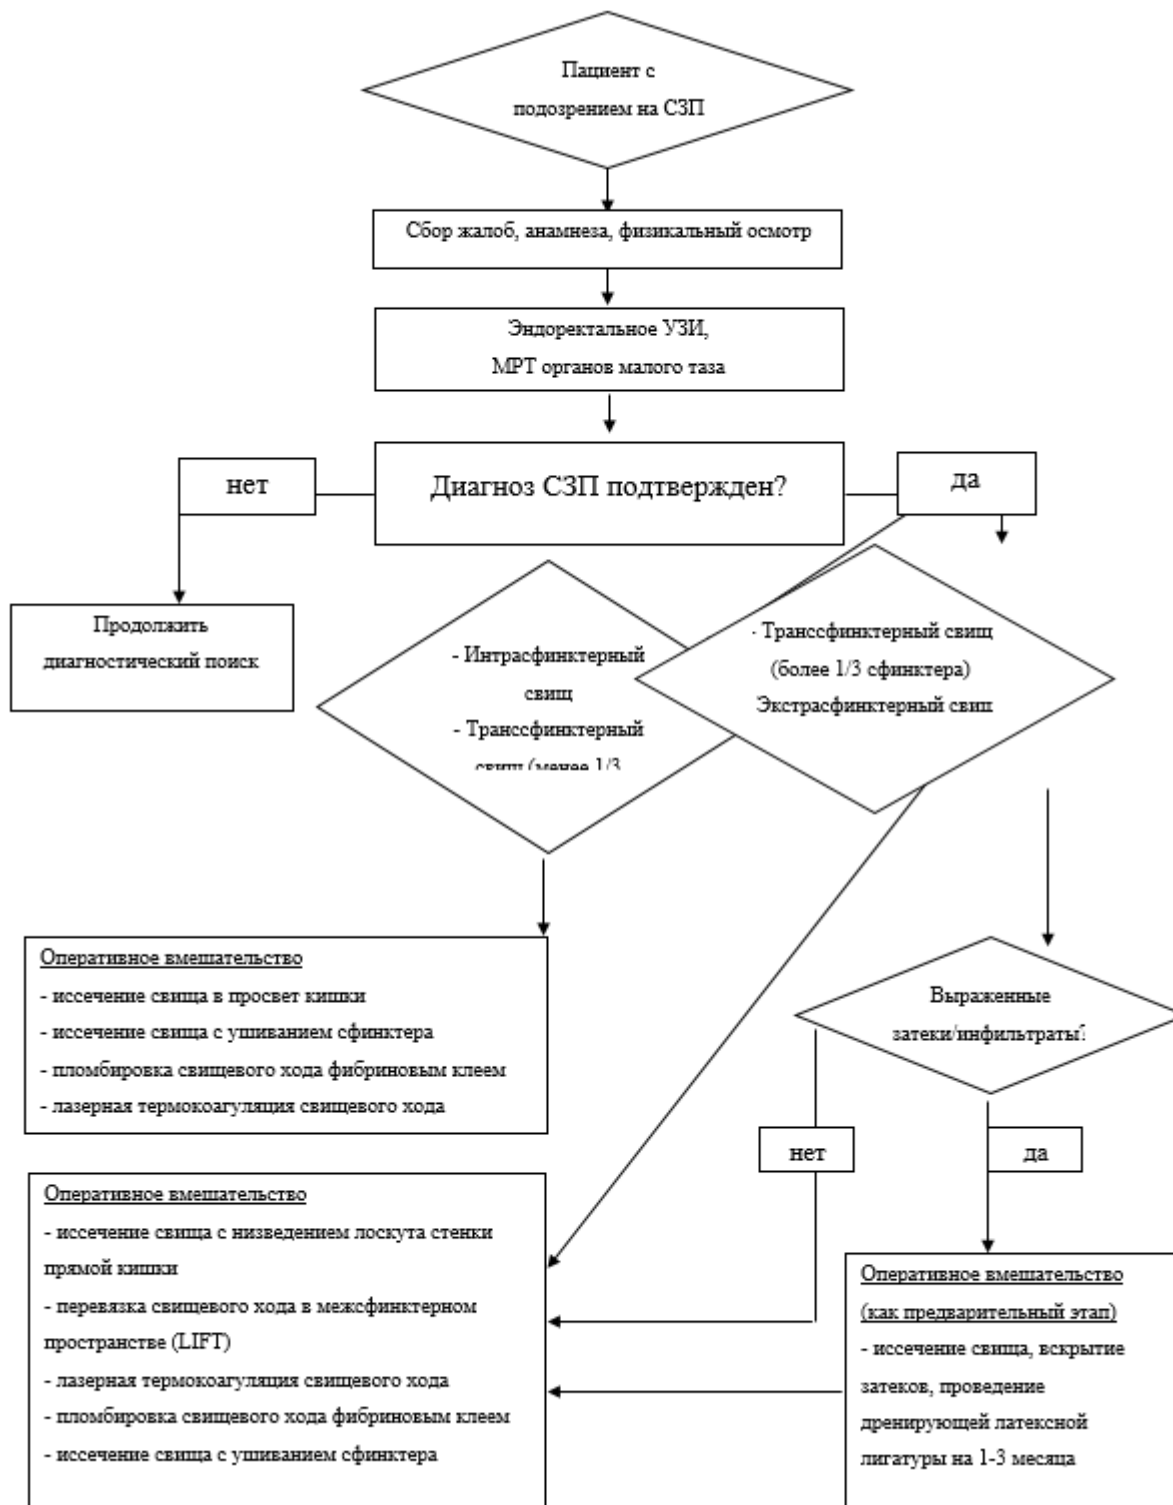 Пациент с
подозрением на СЗП
Сбор жалоб, анамнеза, физикальный осмотр
Эндоректальное УЗИ,
МРТ органов малого таза
нет
Диагноз СЗП подтвержден?
да
Продолжить
диагностический поиск
- Интрасфинктерный
свищ
- Транссфинктерный
свищ (менее 1/3
- Транссфинктерный свищ
(более 1/3 сфинктера)
Экстрасфинктерный свищ
Оперативное вмешательство
- иссечение свища в просвет кишки
- иссечение свища с ушиванием сфинктера
- пломбировка свищевого хода фибриновым клеем
- лазерная термокоагуляция свищевого хода
Выраженные
затеки/инфильтраты?
нет
да
Оперативное вмешательство
- иссечение свища с низведением лоскута стенки
прямой кишки
- перевязка свищевого хода в межсфинктерном
пространстве (LIFT)
- лазерная термокоагуляция свищевого хода
- пломбировка свищевого хода фибриновым клеем
- иссечение свища с ушиванием сфинктера
Оперативное вмешательство
(как предварительный этап)
- иссечение свища, вскрытие
затеков, проведение
дренирующей латексной
лигатуры на 1-3 месяца